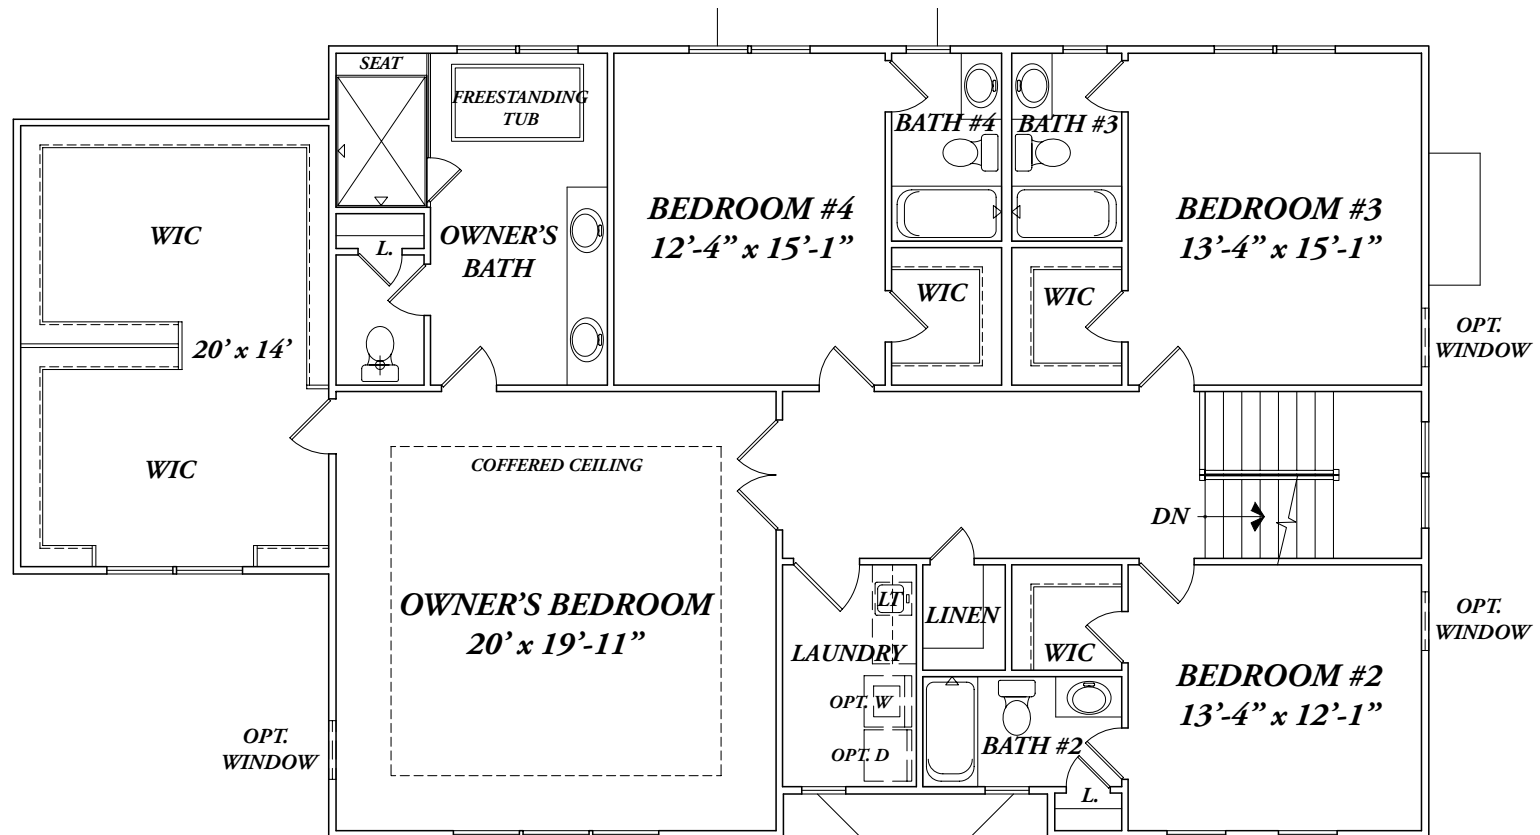 SEAT
FREESTANDING
TUB
BATH #4
BATH #3
WIC
L.
OWNER'S
BATH
BEDROOM #4
12'-4” x 15'-1”
BEDROOM #3
13'-4” x 15'-1”
WIC
WIC
20' x 14'
OPT.
WINDOW
WIC
COFFERED CEILING
DN
OWNER'S BEDROOM
20' x 19'-11”
LT
LINEN
LAUNDRY
WIC
OPT.
WINDOW
BEDROOM #2
13'-4” x 12'-1”
OPT. W
OPT. D
BATH #2
L.
OPT.
WINDOW